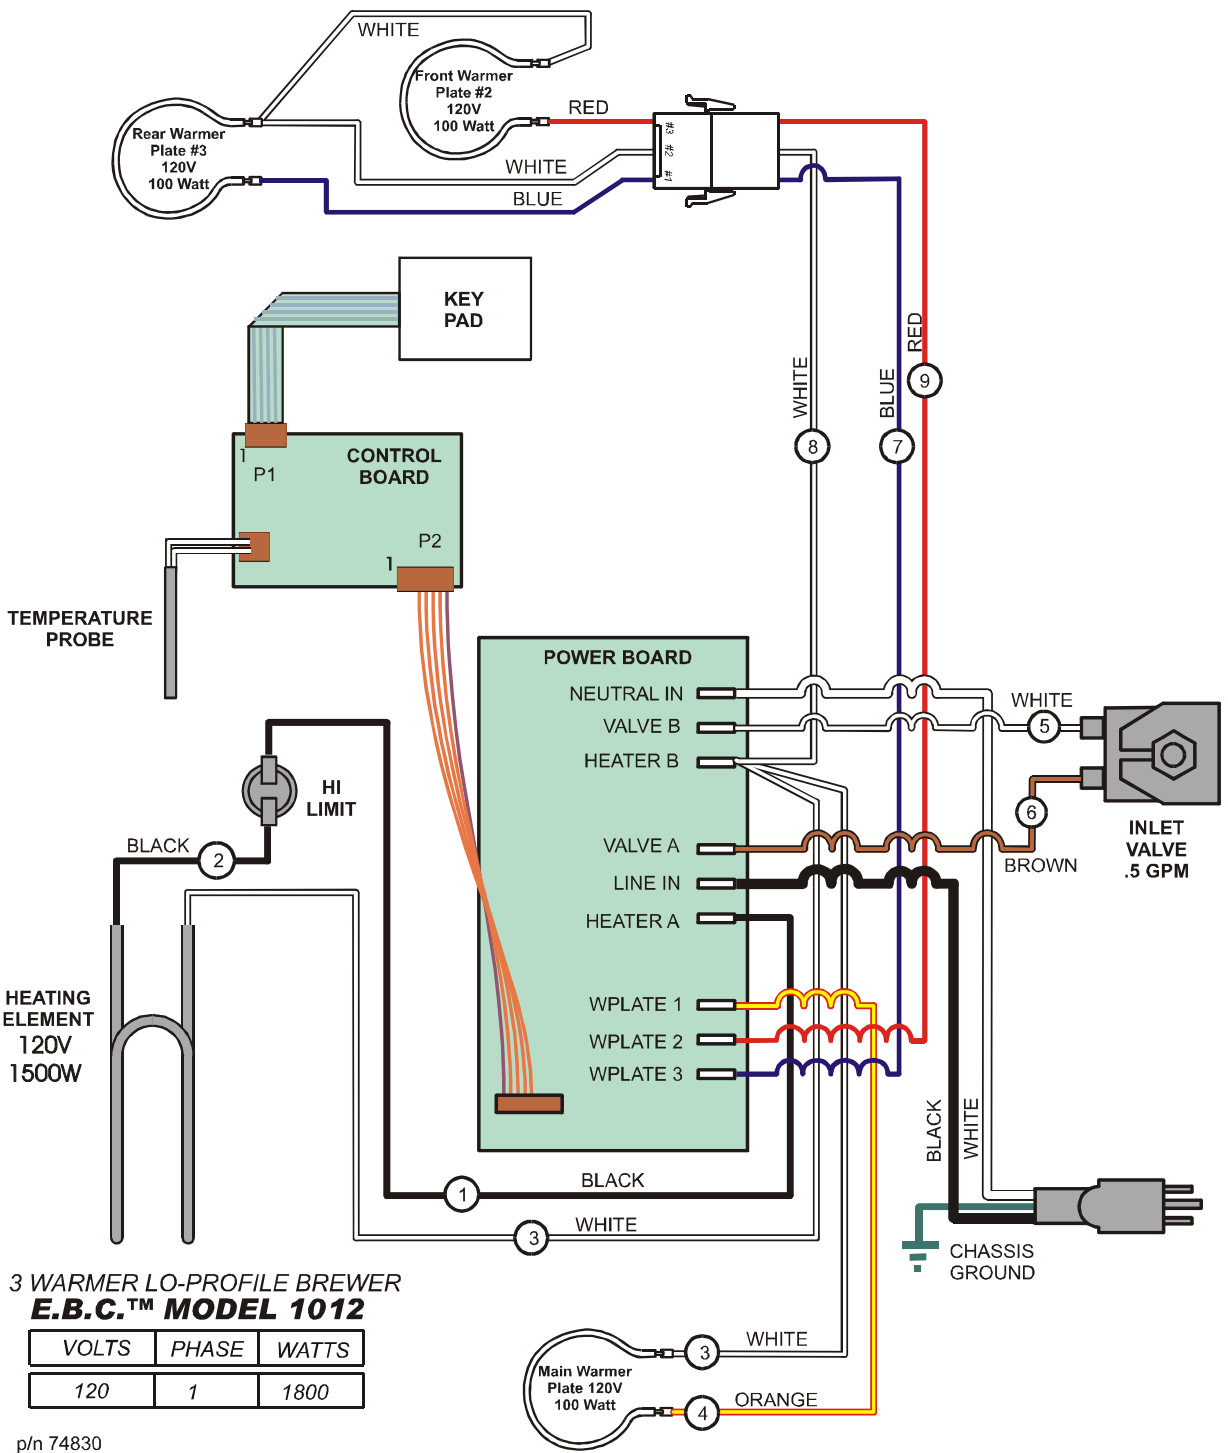 WHITE
Front Warmer
Plate #2
120V
100 Watt
RED
Rear Warmer
Plate #3
120V
100 Watt
WHITE
BLUE
#3
#2
#1
KEY
PAD
RED
WHITE
BLUE
9
8
7
1
P1
CONTROL
BOARD
P2
1
TEMPERATURE
PROBE
POWER BOARD
NEUTRAL IN
VALVE B
HEATER B
VALVE A
LINE IN
HEATER A
WPLATE 1
WPLATE 2
WPLATE 3
WHITE
5
6
BROWN
INLET
VALVE
.5 GPM
HI
LIMIT
BLACK
2
HEATING
ELEMENT
120V
1500W
BLACK
WHITE
1
BLACK
3
WHITE
CHASSIS
GROUND
3 WARMER LO-PROFILE BREWER
E.B.C.™ MODEL 1012
VOLTS PHASE WATTS
120 1 1800
Main Warmer
Plate 120V
100 Watt
3
WHITE
4
ORANGE
p/n 74830